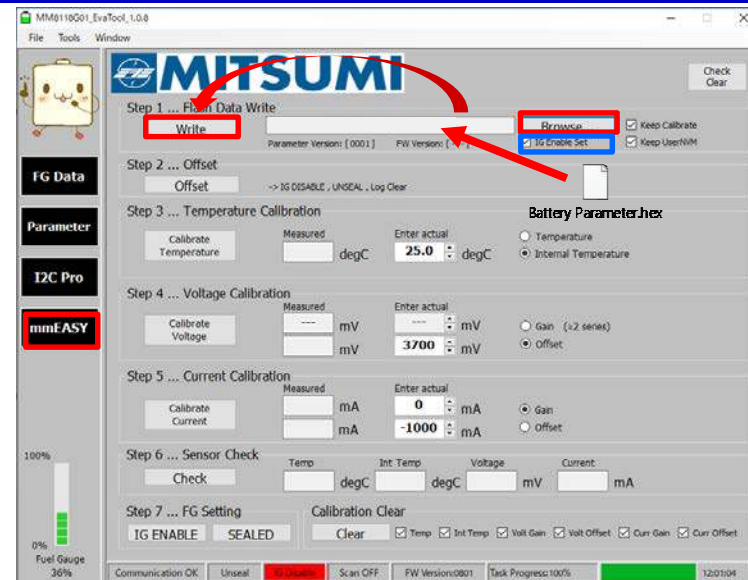 MM8118G01_EvaTool_1.0.8
File Tools Window
MITSUMI
Check
Clear
Step 1 ... Flash Data Write
Write
Browse ...
Keep Calibrate
Parameter Version: [ 0001 ] FW Version: [
IG Enable Set
Keep UserNVM
FG Data
Step 2 ... Offset
Offset
-> IG DISABLE , UNSEAL , Log Clear
Battery Parameter.hex
Parameter
Step 3 ... Temperature Calibration
Measured Enter actual
Calibrate
Temperature
degC 25.0 degC
Temperature
Internal Temperature
I2C Pro
mmEASY
Step 4 ... Voltage Calibration
Measured Enter actual
Calibrate
Voltage
--- mV --- mV
Gain (≥2 series)
mV 3700 mV
Offset
Step 5 ... Current Calibration
Measured Enter actual
Calibrate
Current
mA 0 mA
Gain
mA -1000 mA
Offset
Step 6 ... Sensor Check
Temp Int Temp Voltage Current
Check
degC degC mV mA
Step 7 ... FG Setting
Calibration Clear
IG ENABLE SEALED Clear
Temp Int Temp Volt Gain Volt Offset Curr Gain Curr Offset
100%
0%
Fuel Gauge
36%
Communication OK Unseal IG Disable Scan OFF FW Version:0801 Task Progress:100% 12:01:04